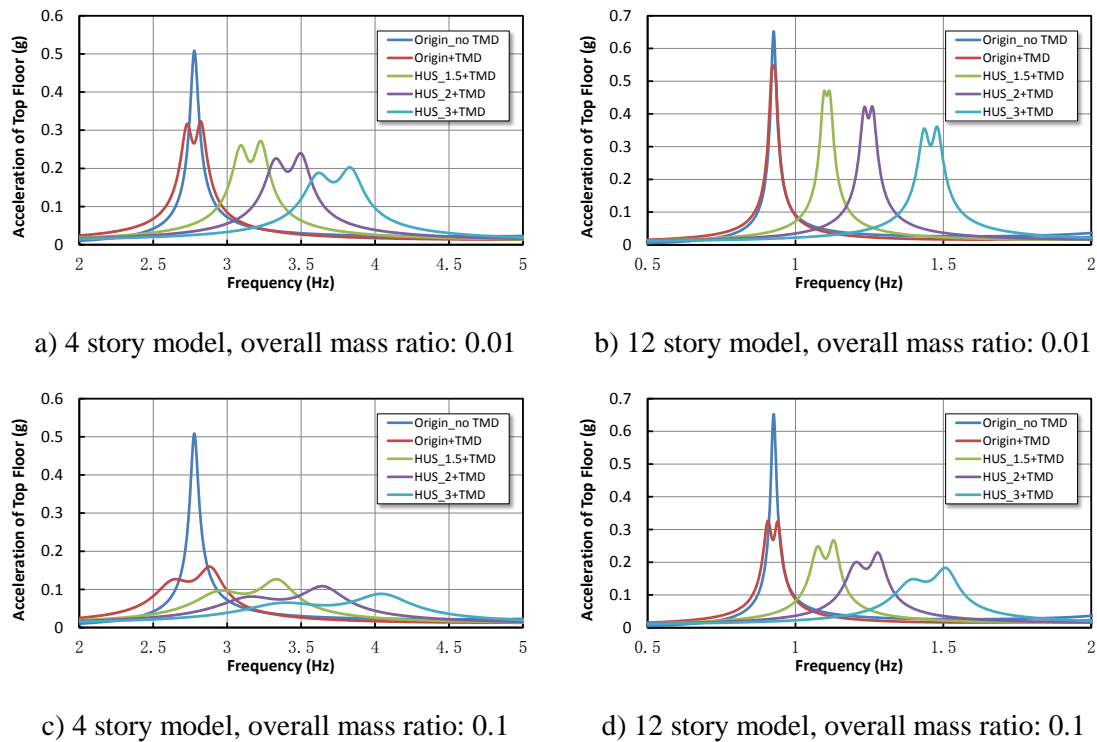 0.6
0.5
0.4
0.3
0.2
0.1
0
Acceleration of Top Floor (g)
Origin_no TMD
Origin+TMD
HUS_1.5+TMD
HUS_2+TMD
HUS_3+TMD
2 2.5 3 3.5 4 4.5 5
Frequency (Hz)
a) 4 story model, overall mass ratio: 0.01
0.7
0.6
0.5
0.4
0.3
0.2
0.1
0
Acceleration of Top Floor (g)
Origin_no TMD
Origin+TMD
HUS_1.5+TMD
HUS_2+TMD
HUS_3+TMD
0.5 1 1.5 2
Frequency (Hz)
b) 12 story model, overall mass ratio: 0.01
0.6
0.5
0.4
0.3
0.2
0.1
0
Acceleration of Top Floor (g)
Origin_no TMD
Origin+TMD
HUS_1.5+TMD
HUS_2+TMD
HUS_3+TMD
2 2.5 3 3.5 4 4.5 5
Frequency (Hz)
c) 4 story model, overall mass ratio: 0.1
0.7
0.6
0.5
0.4
0.3
0.2
0.1
0
Acceleration of Top Floor (g)
Origin_no TMD
Origin+TMD
HUS_1.5+TMD
HUS_2+TMD
HUS_3+TMD
0.5 1 1.5 2
Frequency (Hz)
d) 12 story model, overall mass ratio: 0.1